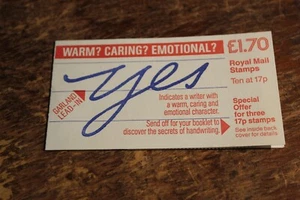 WARM? CARING? EMOTIONAL?
£1.70
Royal Mail
Stamps
Ten at 17p
yes
GARLAND
LEAD-IN
Indicates a writer with
a warm, caring and
emotional character.
Send off for your booklet to
discover the secrets of handwriting.
Special
Offer
for three
17p stamps
See inside back
cover for details.